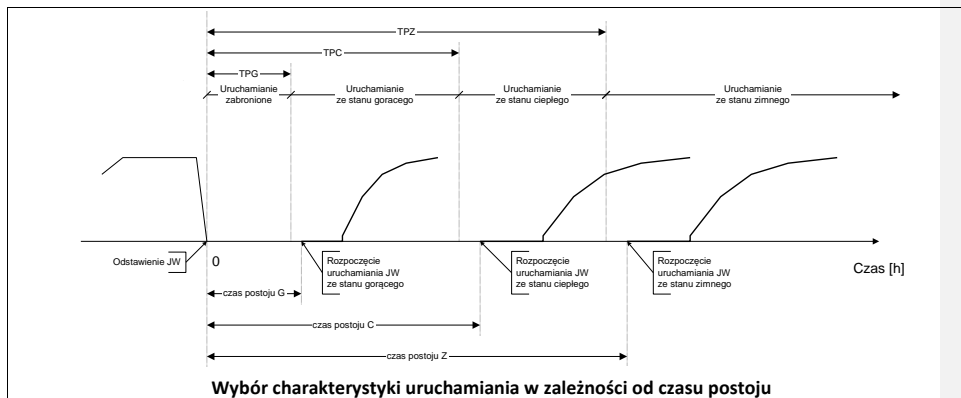 TPZ
TPC
TPG
Uruchamianie
zabronione
Uruchamianie
ze stanu goracego
Uruchamianie
ze stanu ciepłego
Uruchamianie
ze stanu zimnego
Odstawienie JW
0
Rozpoczęcie
uruchamiania JW
ze stanu gorącego
Rozpoczęcie
uruchamiania JW
ze stanu ciepłego
Rozpoczęcie
uruchamiania JW
ze stanu zimnego
Czas [h]
czas postoju G
czas postoju C
czas postoju Z
Wybór charakterystyki uruchamiania w zależności od czasu postoju